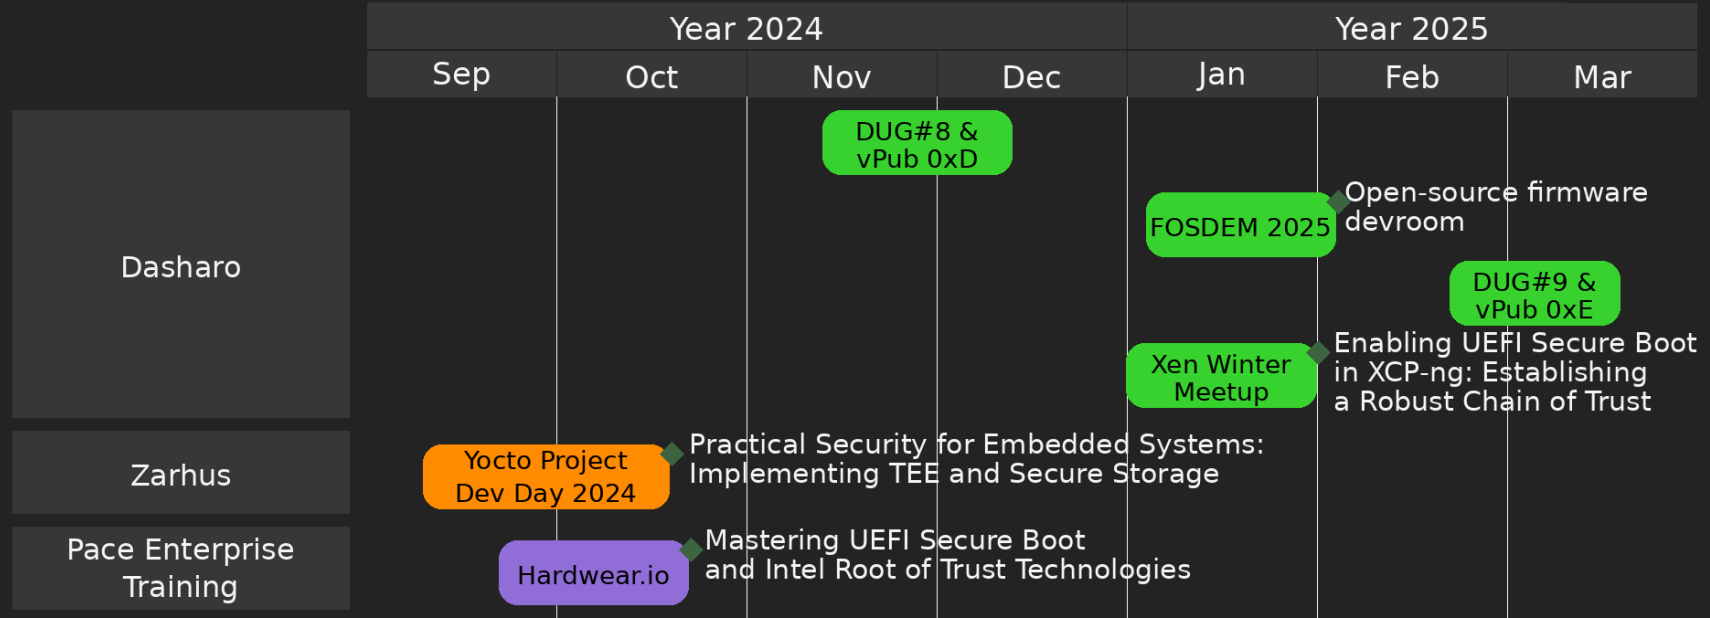 Year 2024
Year 2025
Sep
Oct
Nov
Dec
Jan
Feb
Mar
Dasharo
DUG#8 &
vPub 0xD
FOSDEM 2025
Open-source firmware
devroom
DUG#9 &
vPub 0xE
Xen Winter
Meetup
Enabling UEFI Secure Boot
in XCP-ng: Establishing
a Robust Chain of Trust
Zarhus
Yocto Project
Dev Day 2024
Practical Security for Embedded Systems:
Implementing TEE and Secure Storage
Pace Enterprise
Training
Hardwear.io
Mastering UEFI Secure Boot
and Intel Root of Trust Technologies